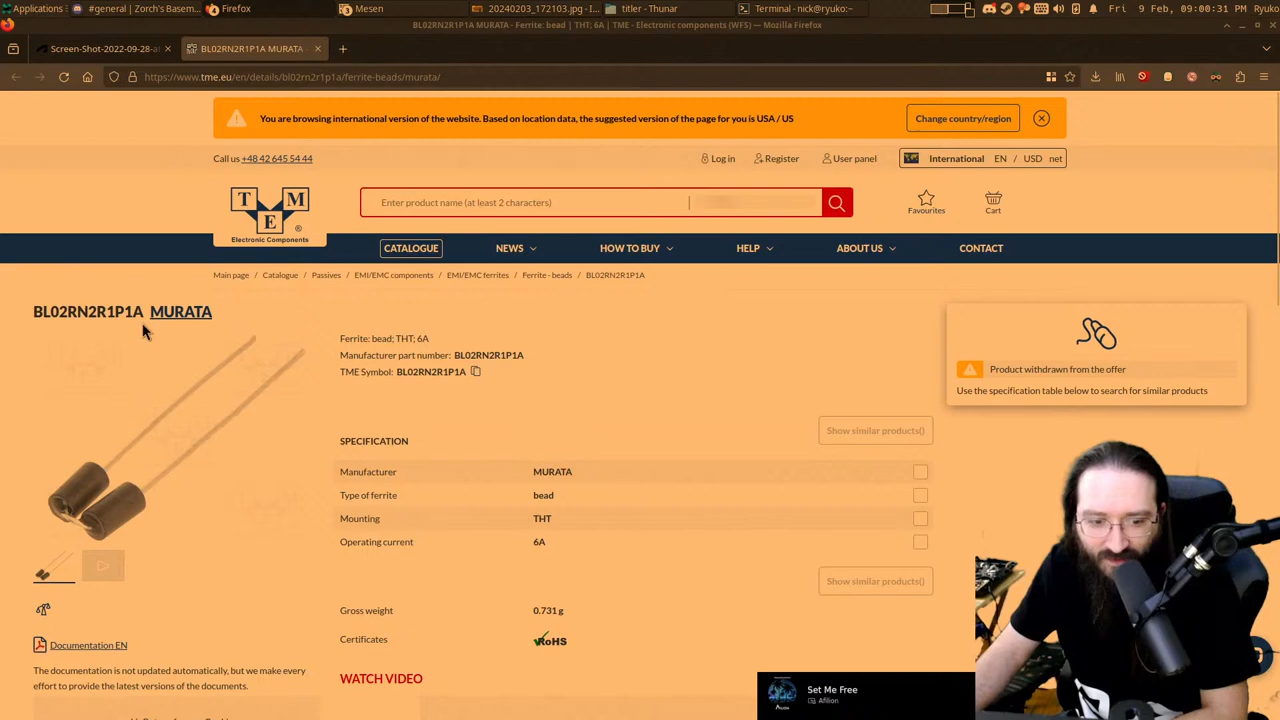 Applications
#general | Zorch's Basem...
Firefox
Mesen
20240203_172103.jpg - I...
titler - Thunar
Terminal - nick@ryuko:~
Fri 9 Feb, 09:00:31
Ryuko
BL02RN2R1P1A MURATA - Ferrite: bead | THT; 6A | TME - Electronic components (WFS) — Mozilla Firefox
Screen-Shot-2022-09-28-a
BL02RN2R1P1A MURATA
https://www.tme.eu/en/details/bl02rn2r1p1a/ferrite-beads/murata/
You are browsing international version of the website. Based on location data, the suggested version of the page for you is USA / US
Change country/region
Call us +48 42 645 54 44
Log in
Register
User panel
International EN / USD net
T M E ®
Electronic Components
Enter product name (at least 2 characters)
Favourites
Cart
CATALOGUE
NEWS
HOW TO BUY
HELP
ABOUT US
CONTACT
Main page / Catalogue / Passives / EMI/EMC components / EMI/EMC ferrites / Ferrite - beads / BL02RN2R1P1A
BL02RN2R1P1A MURATA
Ferrite: bead; THT; 6A
Manufacturer part number: BL02RN2R1P1A
TME Symbol: BL02RN2R1P1A
Product withdrawn from the offer
Use the specification table below to search for similar products
Show similar products()
SPECIFICATION
Manufacturer MURATA
Type of ferrite bead
Mounting THT
Operating current 6A
Show similar products()
Gross weight 0.731 g
Certificates RoHS
Documentation EN
The documentation is not updated automatically, but we make every
effort to provide the latest versions of the documents.
WATCH VIDEO
Set Me Free
Afilion